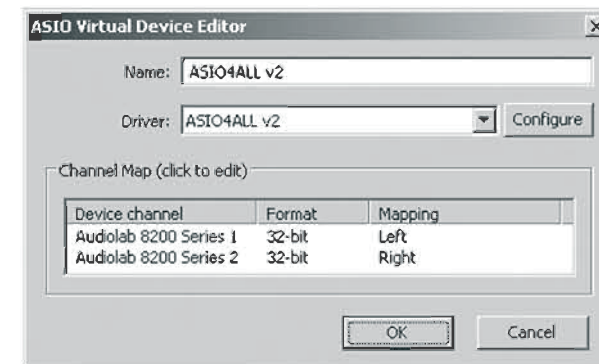 ASIO Virtual Device Editor
Name: ASIO4ALL v2
Driver: ASIO4ALL v2 Configure
Channel Map (click to edit)
Device channel Format Mapping
Audiolab 8200 Series 1 32-bit Left
Audiolab 8200 Series 2 32-bit Right
OK Cancel